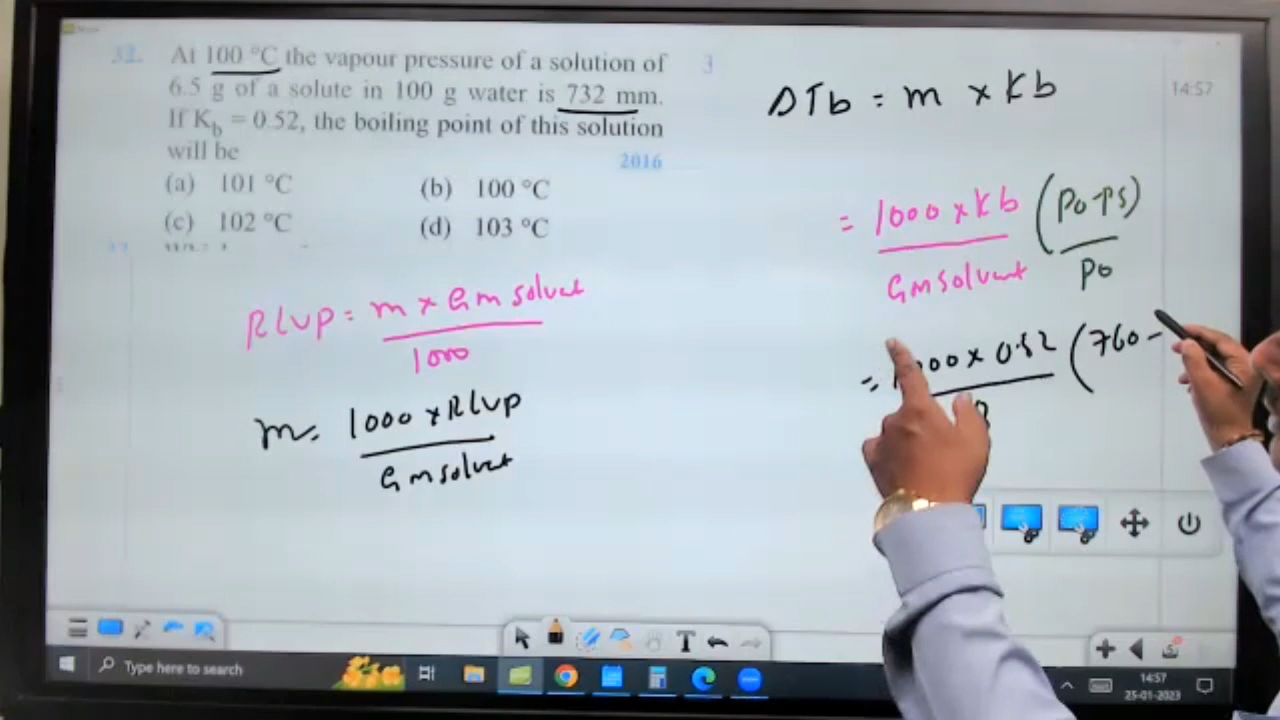 32. At 100 °C the vapour pressure of a solution of
6.5 g of a solute in 100 g water is 732 mm.
If Kb = 0.52, the boiling point of this solution
will be
2016
(a) 101 °C (b) 100 °C
(c) 102 °C (d) 103 °C
3
14:57
ΔTb = m × Kb
= 1000 × Kb (Po-Ps)
Gm solvent Po
= 1000 × 0.52 (760 -
RLVP = m × Gm solvent
1000
m = 1000 × RLVP
Gm solvent
Type here to search
14:57
25-01-2023